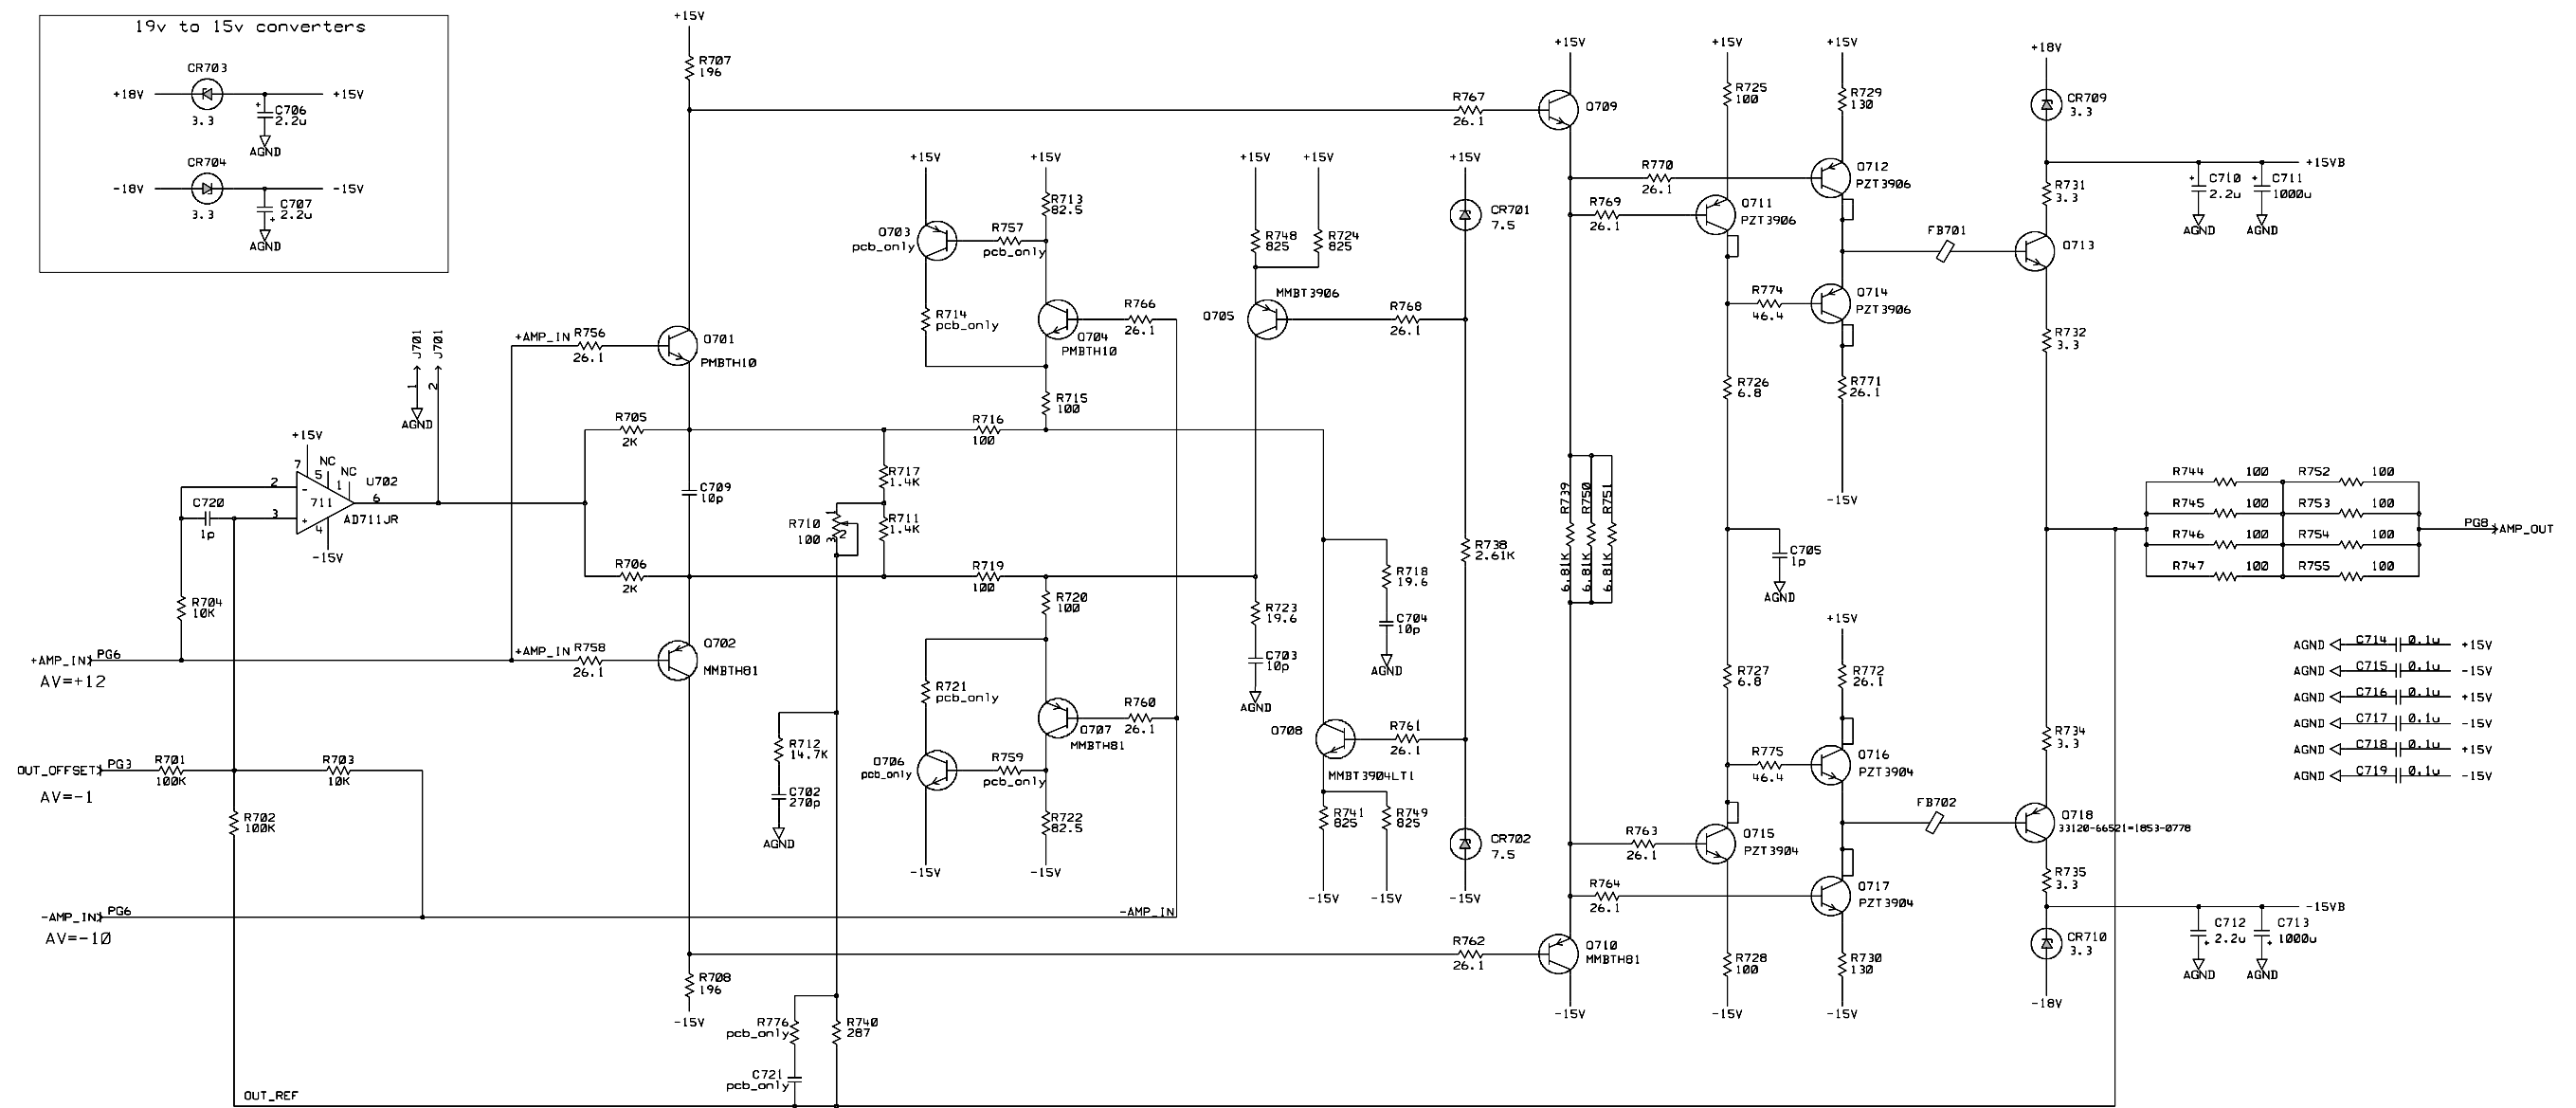 19v to 15v converters
CR703
+18V
+15V
3.3
C706
2.2u
AGND
CR704
-18V
-15V
3.3
C707
2.2u
AGND
+15V
R707
196
R767
26.1
+15V
Q709
+15V
R725
100
+15V
R729
130
+18V
CR709
3.3
+15VB
C710
2.2u
C711
1000u
AGND
AGND
R731
3.3
+15V
+15V
Q703
pcb_only
R757
pcb_only
R713
82.5
R714
pcb_only
Q704
PMBTH10
R766
26.1
R715
100
+15V
+15V
R748
825
R724
825
MMBT3906
Q705
R768
26.1
+15V
CR701
7.5
R770
26.1
R769
26.1
Q711
PZT3906
Q712
PZT3906
FB701
Q713
R774
46.4
Q714
PZT3906
R732
3.3
R726
6.8
R771
26.1
-15V
J701
J701
1
2
AGND
+AMP_IN
R756
26.1
Q701
PMBTH10
R705
2K
R716
100
+15V
7
NC
5
NC
1
U702
2
-
711
6
3
+
4
AD711JR
-15V
C720
1p
R704
10K
C709
10p
R717
1.4K
R710
100
1
2
3
R711
1.4K
R706
2K
R719
100
R720
100
R723
19.6
C703
10p
AGND
R718
19.6
C704
10p
AGND
R738
2.61K
R739
6.81K
R750
6.81K
R751
6.81K
C705
1p
AGND
R744
100
R752
100
R745
100
R753
100
R746
100
R754
100
R747
100
R755
100
PG8
AMP_OUT
+AMP_IN
PG6
AV=+12
+AMP_IN
R758
26.1
Q702
MMBTH81
R721
pcb_only
Q706
pcb_only
R759
pcb_only
Q707
MMBTH81
R760
26.1
R722
82.5
-15V
-15V
R712
14.7K
C702
270p
AGND
Q708
MMBT3904LT1
R761
26.1
R741
825
R749
825
-15V
-15V
CR702
7.5
-15V
R727
6.8
+15V
R772
26.1
R775
46.4
Q716
PZT3904
R763
26.1
Q715
PZT3904
R764
26.1
Q717
PZT3904
FB702
R734
3.3
Q718
33120-66521=1853-0778
R735
3.3
-15VB
CR710
3.3
-18V
C712
2.2u
C713
1000u
AGND
AGND
AGND
C714
0.1u
+15V
AGND
C715
0.1u
-15V
AGND
C716
0.1u
+15V
AGND
C717
0.1u
-15V
AGND
C718
0.1u
+15V
AGND
C719
0.1u
-15V
OUT_OFFSET
PG3
R701
100K
AV=-1
R703
10K
R702
100K
-AMP_IN
PG6
AV=-10
-AMP_IN
R708
196
-15V
R762
26.1
Q710
MMBTH81
-15V
R728
100
-15V
R730
130
-15V
R776
pcb_only
R740
287
C721
pcb_only
OUT_REF